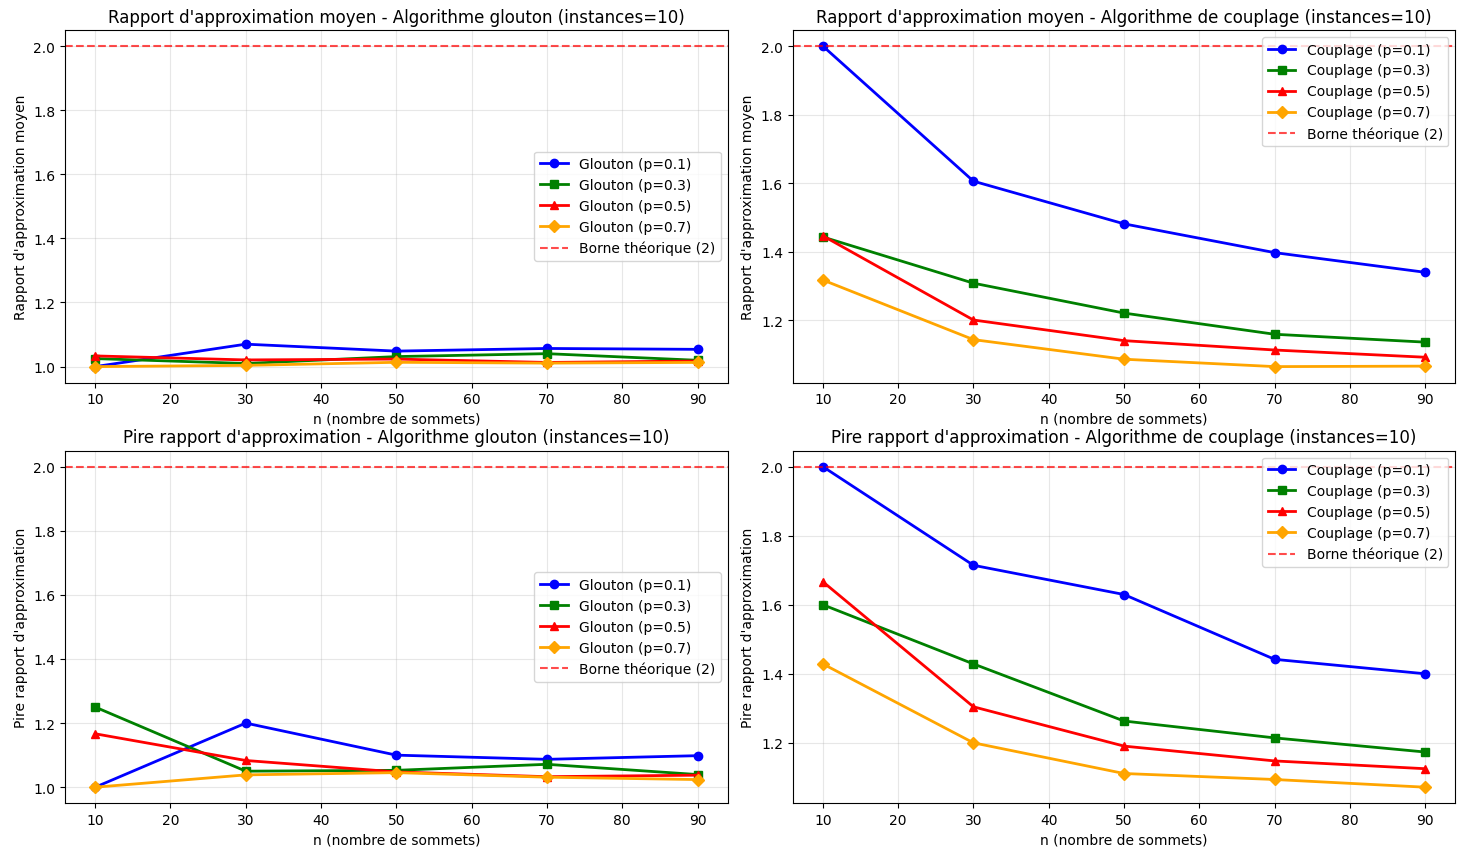 Rapport d'approximation moyen - Algorithme glouton (instances=10)
Rapport d'approximation moyen
2.0
1.8
1.6
1.4
1.2
1.0
Glouton (p=0.1)
Glouton (p=0.3)
Glouton (p=0.5)
Glouton (p=0.7)
Borne théorique (2)
10 20 30 40 50 60 70 80 90
n (nombre de sommets)
Rapport d'approximation moyen - Algorithme de couplage (instances=10)
Rapport d'approximation moyen
2.0
1.8
1.6
1.4
1.2
Couplage (p=0.1)
Couplage (p=0.3)
Couplage (p=0.5)
Couplage (p=0.7)
Borne théorique (2)
10 20 30 40 50 60 70 80 90
n (nombre de sommets)
Pire rapport d'approximation - Algorithme glouton (instances=10)
Pire rapport d'approximation
2.0
1.8
1.6
1.4
1.2
1.0
Glouton (p=0.1)
Glouton (p=0.3)
Glouton (p=0.5)
Glouton (p=0.7)
Borne théorique (2)
10 20 30 40 50 60 70 80 90
n (nombre de sommets)
Pire rapport d'approximation - Algorithme de couplage (instances=10)
Pire rapport d'approximation
2.0
1.8
1.6
1.4
1.2
Couplage (p=0.1)
Couplage (p=0.3)
Couplage (p=0.5)
Couplage (p=0.7)
Borne théorique (2)
10 20 30 40 50 60 70 80 90
n (nombre de sommets)